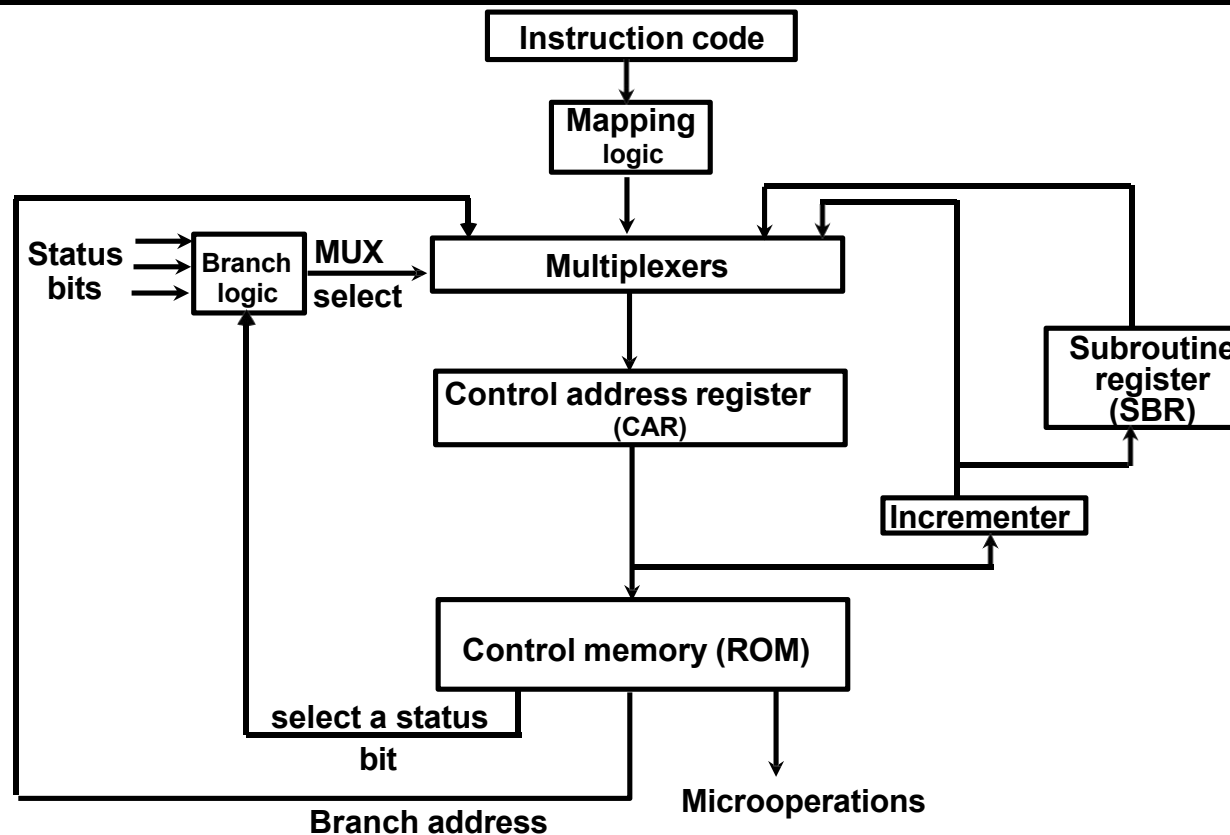 Instruction code
Mapping
logic
Status
bits
Branch
logic
MUX
select
Multiplexers
Control address register
(CAR)
Subroutine
register
(SBR)
Incrementer
Control memory (ROM)
select a status
bit
Microoperations
Branch address